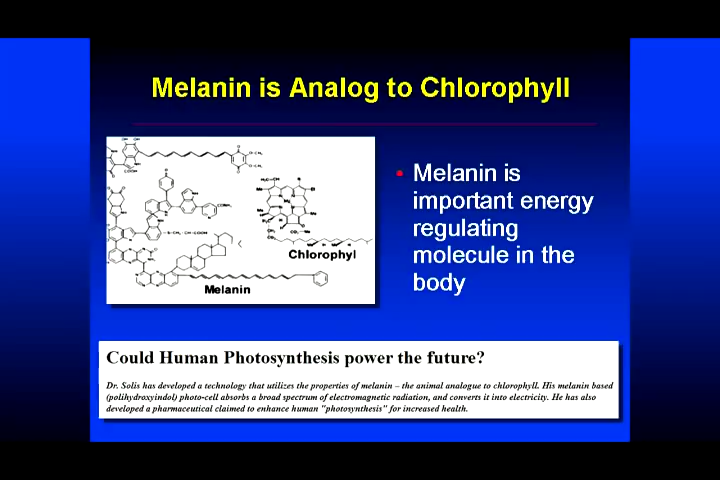 Melanin is Analog to Chlorophyll
Melanin
Chlorophyl
• Melanin is
important energy
regulating
molecule in the
body
Could Human Photosynthesis power the future?
Dr. Solis has developed a technology that utilizes the properties of melanin – the animal analogue to chlorophyll. His melanin based
(polihydroxyindol) photo-cell absorbs a broad spectrum of electromagnetic radiation, and converts it into electricity. He has also
developed a pharmaceutical claimed to enhance human "photosynthesis" for increased health.